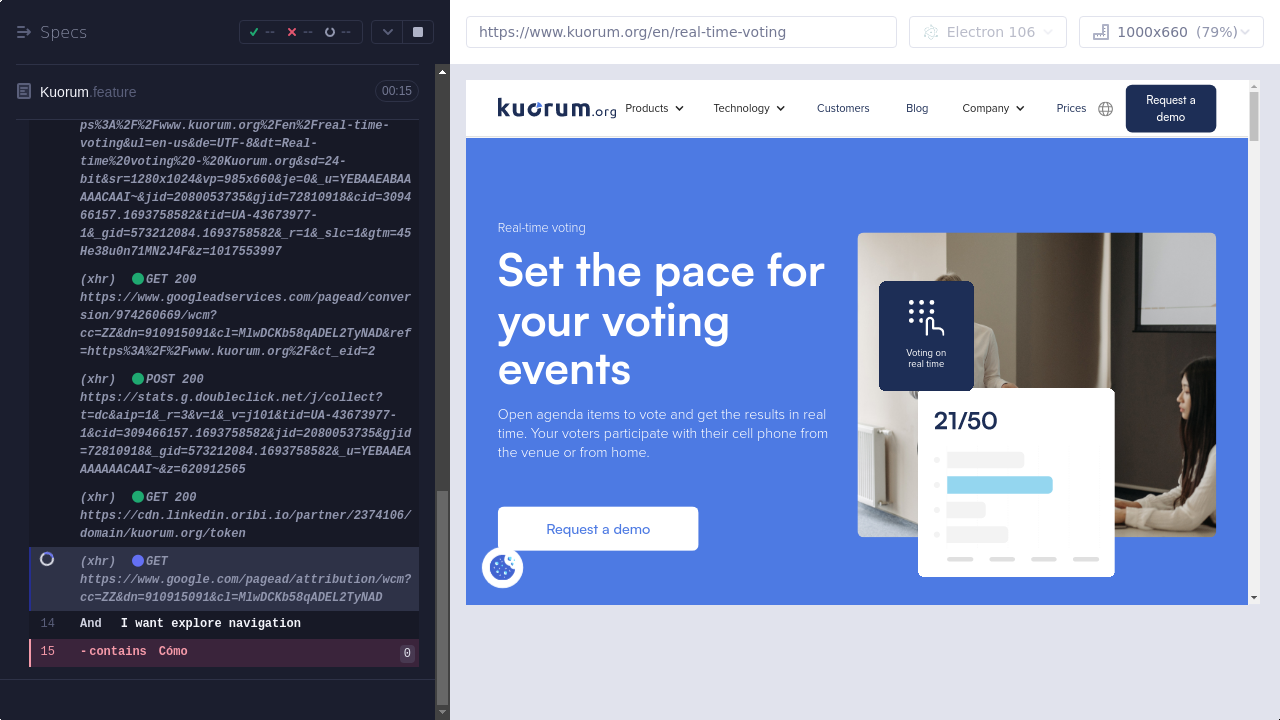 Specs
--
--
--
Kuorum.feature
00:15
ps%3A%2F%2Fwww.kuorum.org%2Fen%2Freal-time-
voting&ul=en-us&de=UTF-8&dt=Real-
time%20voting%20-%20Kuorum.org&sd=24-
bit&sr=1280x1024&vp=985x660&je=0&_u=YEBAAEABAA
AAACAAI~&jid=2080053735&gjid=72810918&cid=3094
66157.1693758582&tid=UA-43673977-
1&_gid=573212084.1693758582&_r=1&_slc=1&gtm=45
He38u0n71MN2J4F&z=1017553997
(xhr) GET 200
https://www.googleadservices.com/pagead/conver
sion/974260669/wcm?
cc=ZZ&dn=910915091&cl=MlwDCKb58qADEL2TyNAD&ref
=https%3A%2F%2Fwww.kuorum.org%2F&ct_eid=2
(xhr) POST 200
https://stats.g.doubleclick.net/j/collect?
t=dc&aip=1&_r=3&v=1&_v=j101&tid=UA-43673977-
1&cid=309466157.1693758582&jid=2080053735&gjid
=72810918&_gid=573212084.1693758582&_u=YEBAAEA
AAAAAACAAI~&z=620912565
(xhr) GET 200
https://cdn.linkedin.oribi.io/partner/2374106/
domain/kuorum.org/token
(xhr) GET
https://www.google.com/pagead/attribution/wcm?
cc=ZZ&dn=910915091&cl=MlwDCKb58qADEL2TyNAD
14 And I want explore navigation
15 -contains Cómo 0
https://www.kuorum.org/en/real-time-voting
Electron 106
1000x660 (79%)
kuorum.org
Products
Technology
Customers
Blog
Company
Prices
Request a
demo
Real-time voting
Set the pace for
your voting
events
Open agenda items to vote and get the results in real
time. Your voters participate with their cell phone from
the venue or from home.
Request a demo
Voting on
real time
21/50